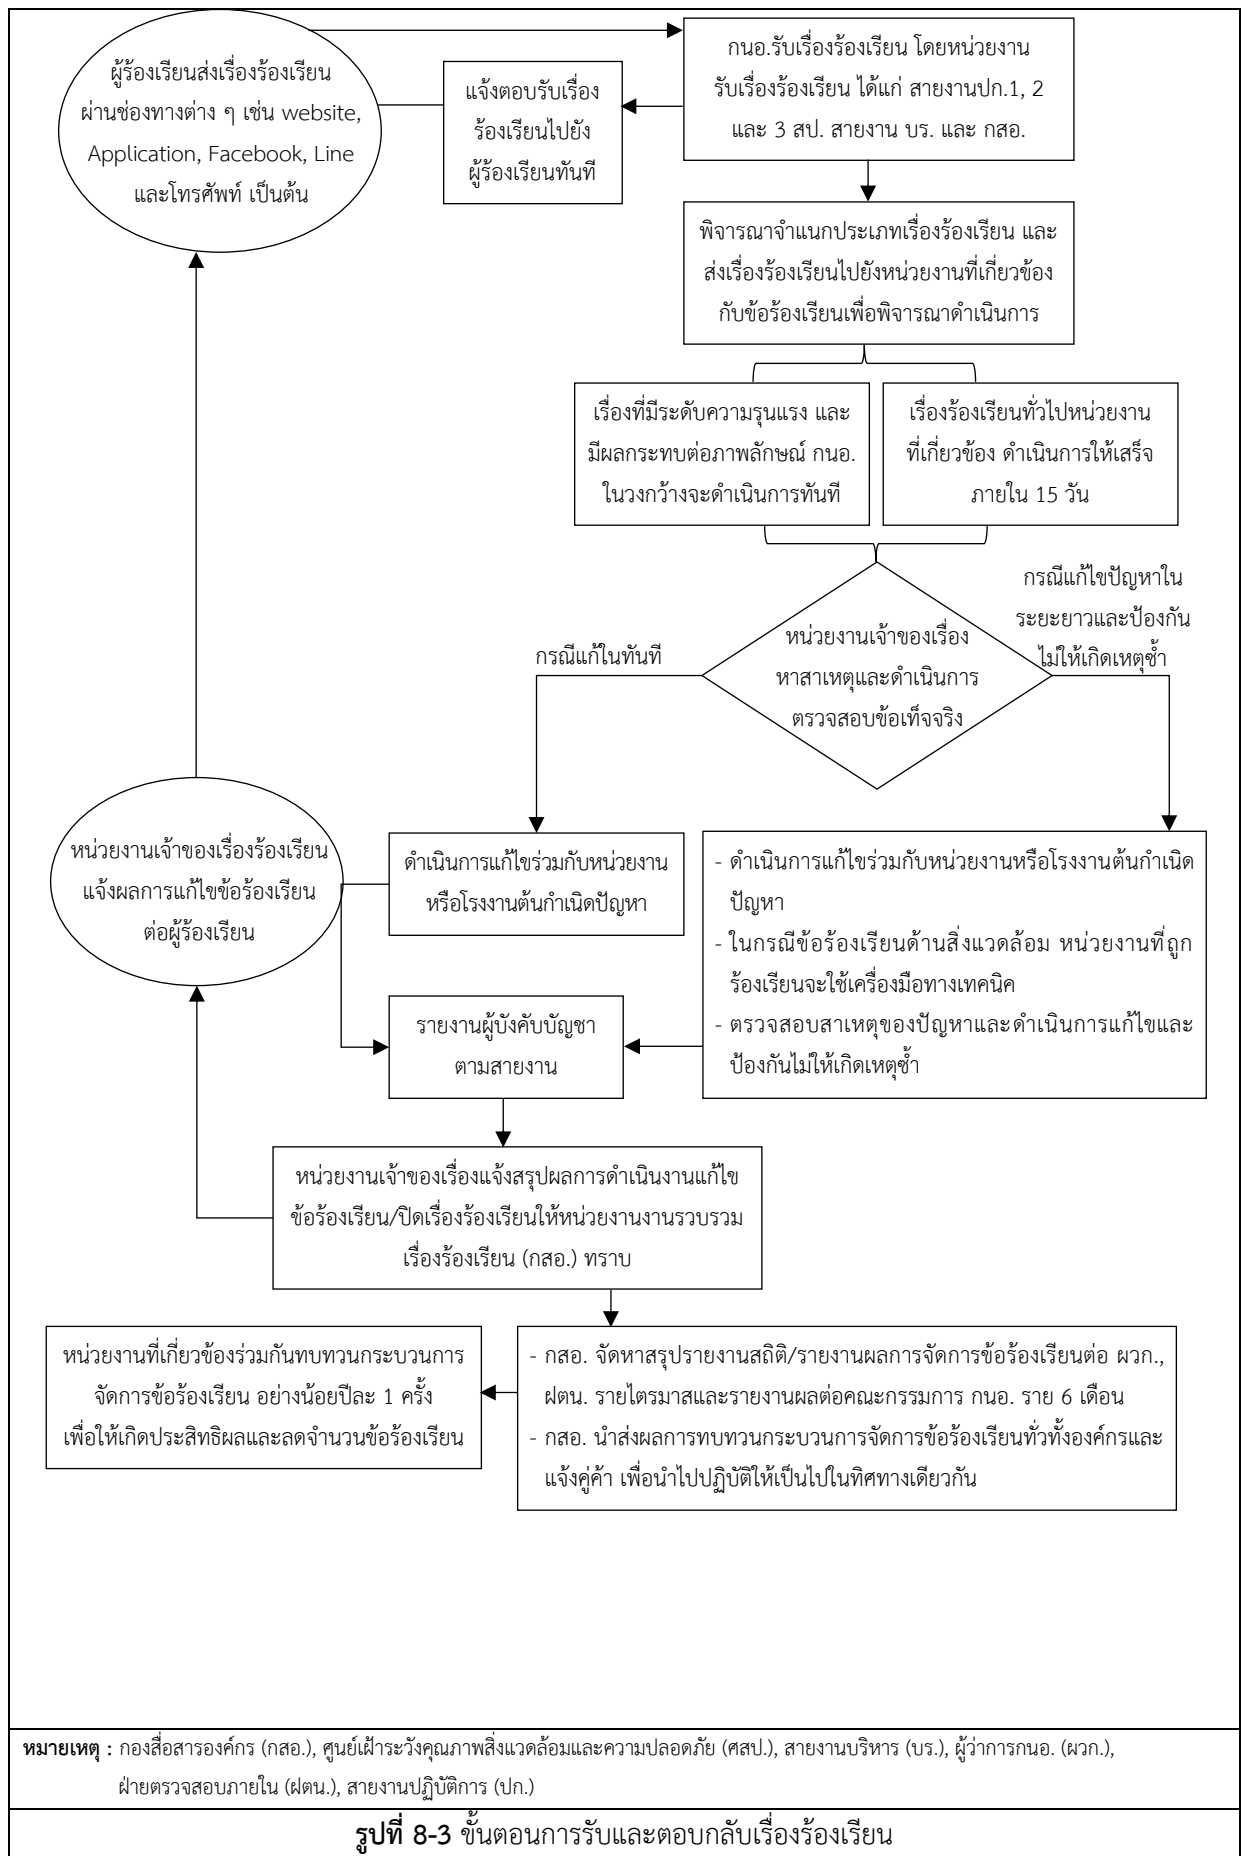 ผู้ร้องเรียนส่งเรื่องร้องเรียน
ผ่านช่องทางต่าง ๆ เช่น website,
Application, Facebook, Line
และโทรศัพท์ เป็นต้น
แจ้งตอบรับเรื่อง
ร้องเรียนไปยัง
ผู้ร้องเรียนทันที
กนอ.รับเรื่องร้องเรียน โดยหน่วยงาน
รับเรื่องร้องเรียน ได้แก่ สายงานปก.1, 2
และ 3 สป. สายงาน บร. และ กสอ.
พิจารณาจำแนกประเภทเรื่องร้องเรียน และ
ส่งเรื่องร้องเรียนไปยังหน่วยงานที่เกี่ยวข้อง
กับข้อร้องเรียนเพื่อพิจารณาดำเนินการ
เรื่องที่มีระดับความรุนแรง และ
มีผลกระทบต่อภาพลักษณ์ กนอ.
ในวงกว้างจะดำเนินการทันที
เรื่องร้องเรียนทั่วไปหน่วยงาน
ที่เกี่ยวข้อง ดำเนินการให้เสร็จ
ภายใน 15 วัน
หน่วยงานเจ้าของเรื่อง
หาสาเหตุและดำเนินการ
ตรวจสอบข้อเท็จจริง
กรณีแก้ในทันที
กรณีแก้ไขปัญหาใน
ระยะยาวและป้องกัน
ไม่ให้เกิดเหตุซ้ำ
หน่วยงานเจ้าของเรื่องร้องเรียน
แจ้งผลการแก้ไขข้อร้องเรียน
ต่อผู้ร้องเรียน
ดำเนินการแก้ไขร่วมกับหน่วยงาน
หรือโรงงานต้นกำเนิดปัญหา
- ดำเนินการแก้ไขร่วมกับหน่วยงานหรือโรงงานต้นกำเนิด
ปัญหา
- ในกรณีข้อร้องเรียนด้านสิ่งแวดล้อม หน่วยงานที่ถูก
ร้องเรียนจะใช้เครื่องมือทางเทคนิค
- ตรวจสอบสาเหตุของปัญหาและดำเนินการแก้ไขและ
ป้องกันไม่ให้เกิดเหตุซ้ำ
รายงานผู้บังคับบัญชา
ตามสายงาน
หน่วยงานเจ้าของเรื่องแจ้งสรุปผลการดำเนินงานแก้ไข
ข้อร้องเรียน/ปิดเรื่องร้องเรียนให้หน่วยงานงานรวบรวม
เรื่องร้องเรียน (กสอ.) ทราบ
หน่วยงานที่เกี่ยวข้องร่วมกันทบทวนกระบวนการ
จัดการข้อร้องเรียน อย่างน้อยปีละ 1 ครั้ง
เพื่อให้เกิดประสิทธิผลและลดจำนวนข้อร้องเรียน
- กสอ. จัดหาสรุปรายงานสถิติ/รายงานผลการจัดการข้อร้องเรียนต่อ ผวก.,
ฝตน. รายไตรมาสและรายงานผลต่อคณะกรรมการ กนอ. ราย 6 เดือน
- กสอ. นำส่งผลการทบทวนกระบวนการจัดการข้อร้องเรียนทั่วทั้งองค์กรและ
แจ้งคู่ค้า เพื่อนำไปปฏิบัติให้เป็นไปในทิศทางเดียวกัน
หมายเหตุ : กองสื่อสารองค์กร (กสอ.), ศูนย์เฝ้าระวังคุณภาพสิ่งแวดล้อมและความปลอดภัย (ศสป.), สายงานบริหาร (บร.), ผู้ว่าการกนอ. (ผวก.),
ฝ่ายตรวจสอบภายใน (ฝตน.), สายงานปฏิบัติการ (ปก.)
รูปที่ 8-3 ขั้นตอนการรับและตอบกลับเรื่องร้องเรียน